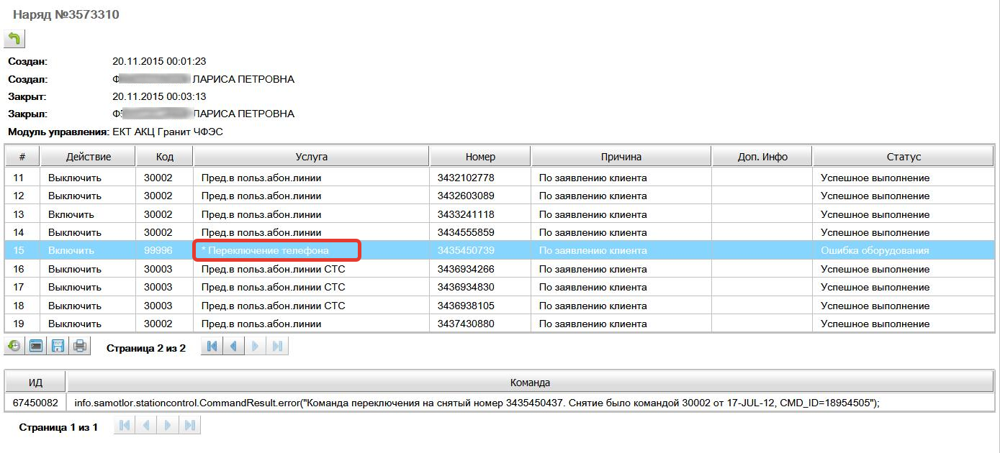 Наряд №3573310
Создан: 20.11.2015 00:01:23
Создал: Ф ЛАРИСА ПЕТРОВНА
Закрыт: 20.11.2015 00:03:13
Закрыл: Ф ЛАРИСА ПЕТРОВНА
Модуль управления: ЕКТ АКЦ Гранит ЧФЭС
# Действие Код Услуга Номер Причина Доп. Инфо Статус
11 Выключить 30002 Пред.в польз.абон.линии 3432102778 По заявлению клиента Успешное выполнение
12 Выключить 30002 Пред.в польз.абон.линии 3432603089 По заявлению клиента Успешное выполнение
13 Включить 30002 Пред.в польз.абон.линии 3433241118 По заявлению клиента Успешное выполнение
14 Выключить 30002 Пред.в польз.абон.линии 3434555859 По заявлению клиента Успешное выполнение
15 Включить 99996 * Переключение телефона 3435450739 По заявлению клиента Ошибка оборудования
16 Выключить 30003 Пред.в польз.абон.линии СТС 3436934266 По заявлению клиента Успешное выполнение
17 Выключить 30003 Пред.в польз.абон.линии СТС 3436934830 По заявлению клиента Успешное выполнение
18 Выключить 30003 Пред.в польз.абон.линии СТС 3436938105 По заявлению клиента Успешное выполнение
19 Выключить 30002 Пред.в польз.абон.линии 3437430880 По заявлению клиента Успешное выполнение
Страница 2 из 2
ИД Команда
67450082 info.samotlor.stationcontrol.CommandResult.error("Команда переключения на снятый номер 3435450437. Снятие было командой 30002 от 17-JUL-12, CMD_ID=18954505");
Страница 1 из 1